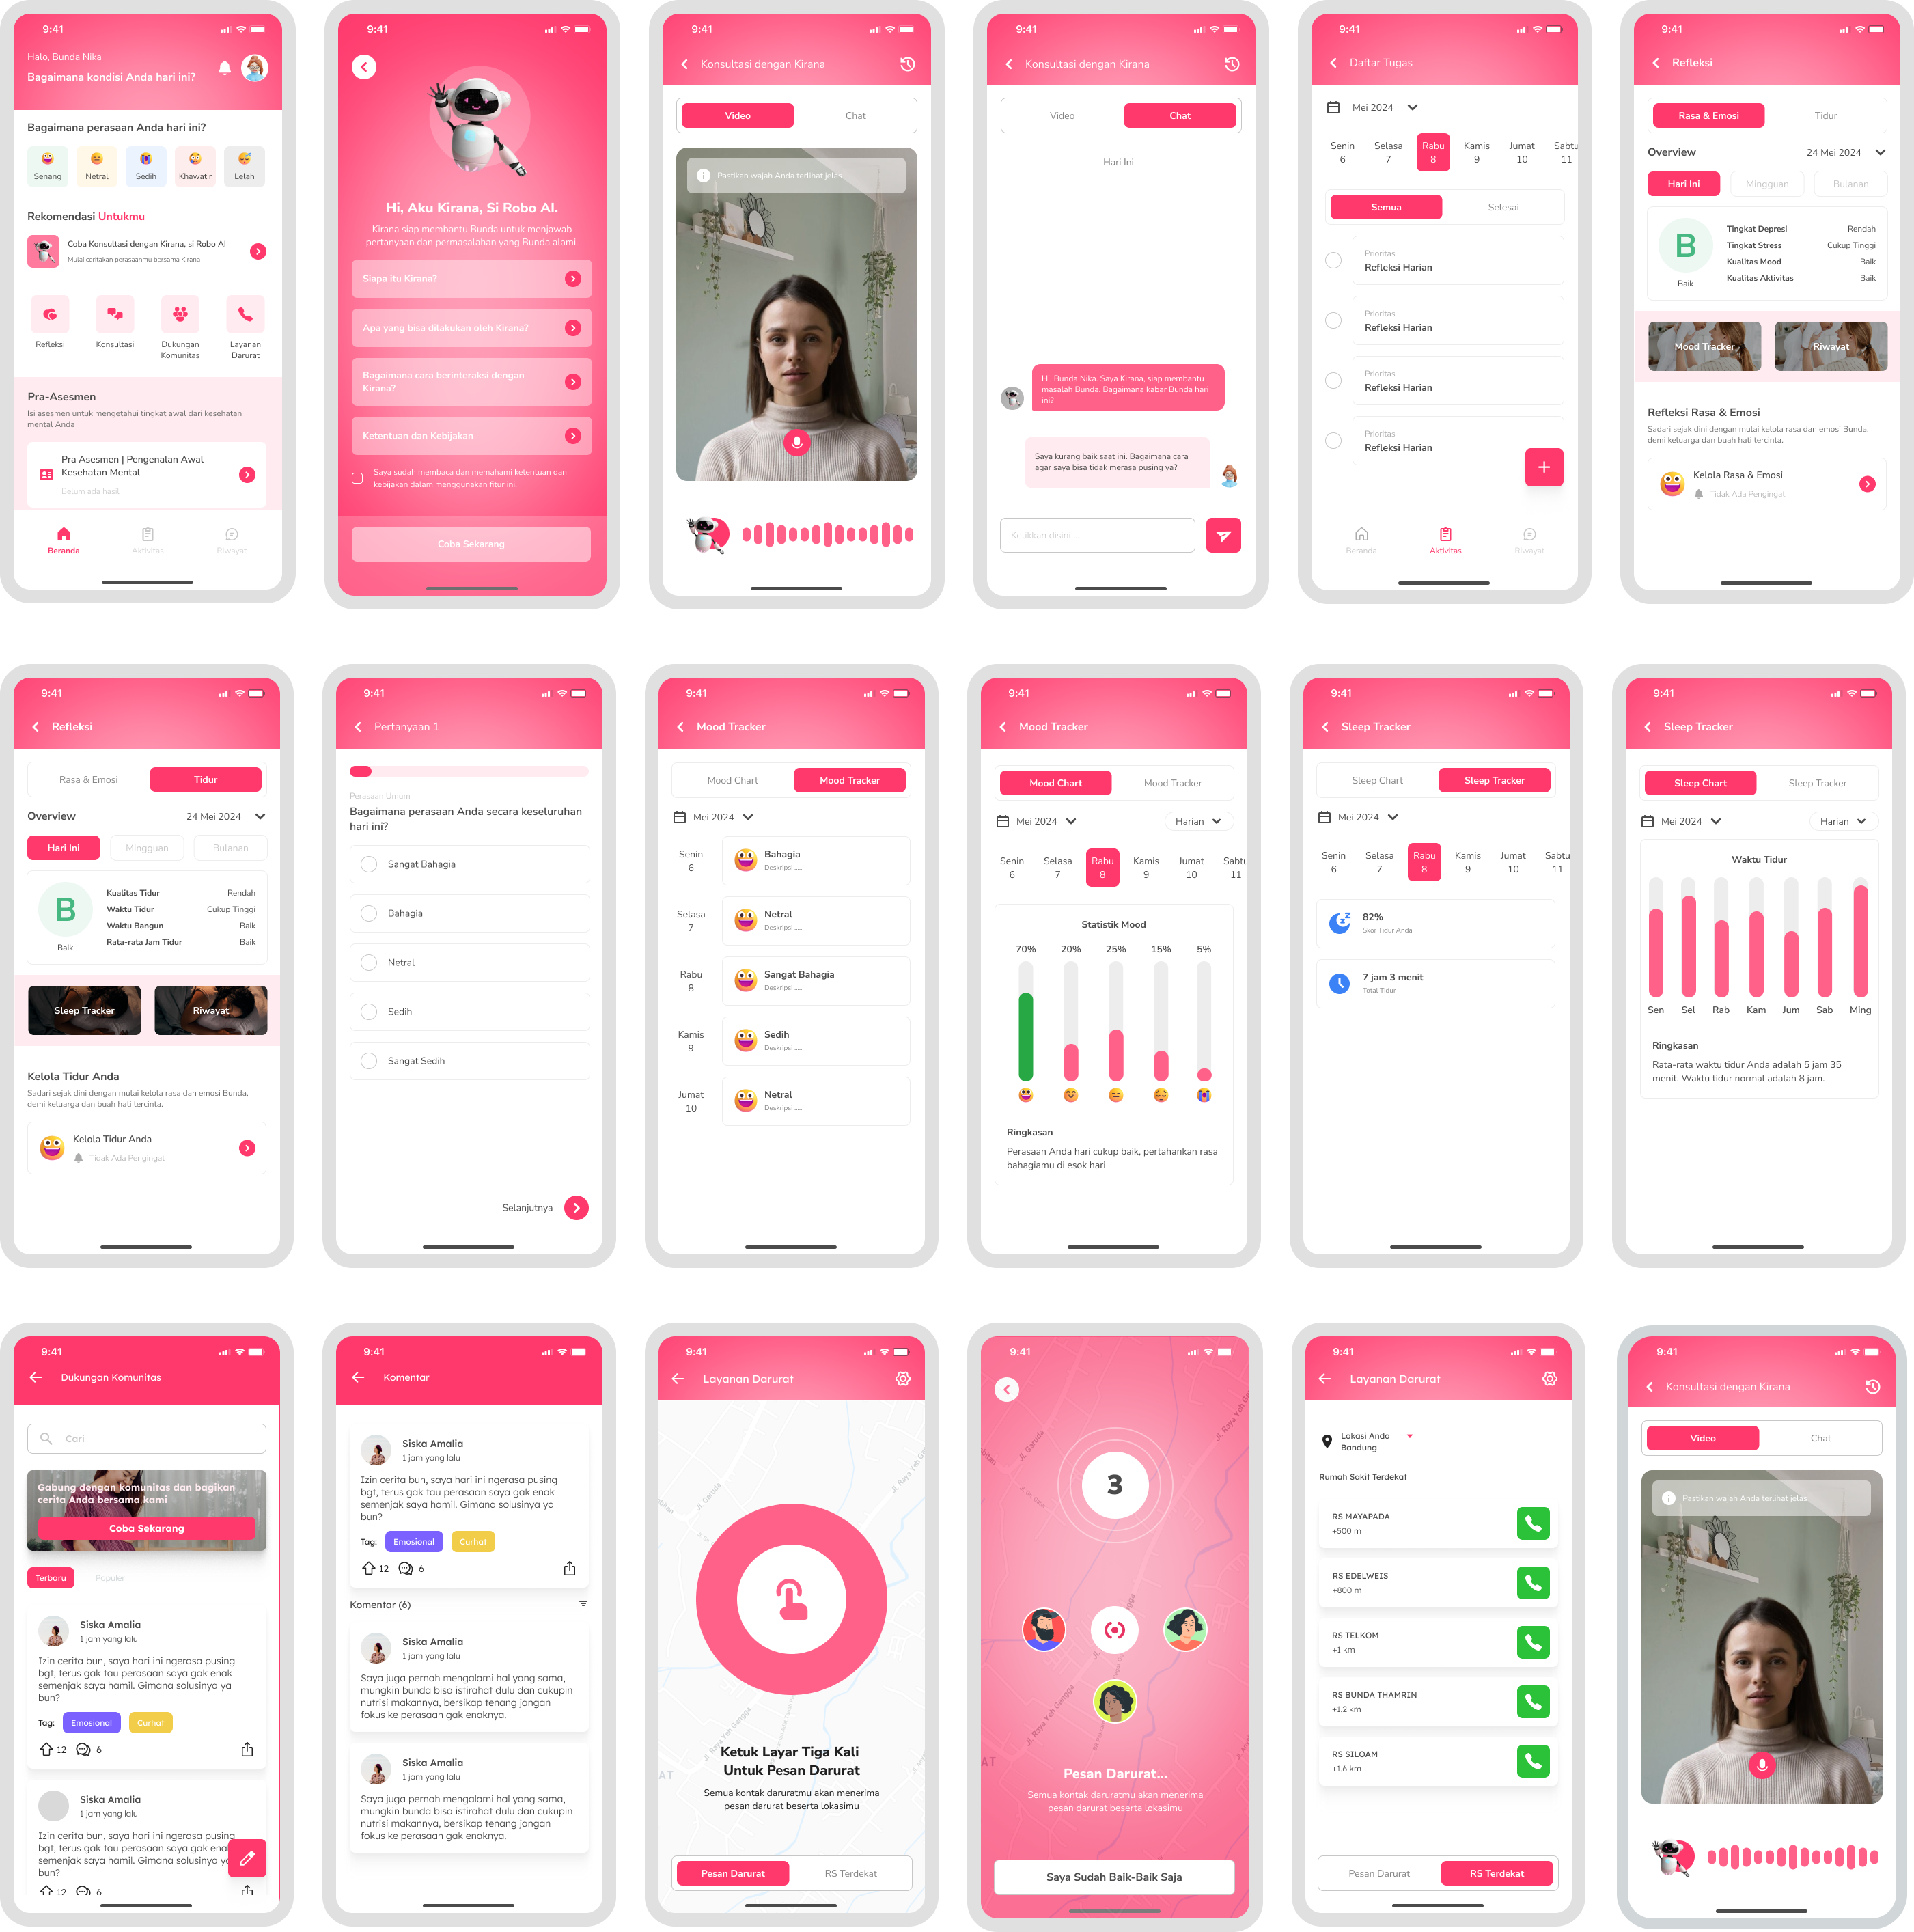 9:41
Halo, Bunda Nika
Bagaimana kondisi Anda hari ini?
Bagaimana perasaan Anda hari ini?
Senang
Netral
Sedih
Khawatir
Lelah
Rekomendasi Untukmu
Coba Konsultasi dengan Kirana, si Robo AI
Mulai ceritakan perasaanmu bersama Kirana
Refleksi
Konsultasi
Dukungan
Komunitas
Layanan
Darurat
Pra-Asesmen
Isi asesmen untuk mengetahui tingkat awal dari kesehatan
mental Anda
Pra Asesmen | Pengenalan Awal
Kesehatan Mental
Belum ada hasil
Beranda
Aktivitas
Riwayat
9:41
Hi, Aku Kirana, Si Robo AI.
Kirana siap membantu Bunda untuk menjawab
pertanyaan dan permasalahan yang Bunda alami.
Siapa itu Kirana?
Apa yang bisa dilakukan oleh Kirana?
Bagaimana cara berinteraksi dengan
Kirana?
Ketentuan dan Kebijakan
Saya sudah membaca dan memahami ketentuan dan
kebijakan dalam menggunakan fitur ini.
Coba Sekarang
9:41
Konsultasi dengan Kirana
Video
Chat
Pastikan wajah Anda terlihat jelas
9:41
Konsultasi dengan Kirana
Video
Chat
Hari Ini
Hi, Bunda Nika. Saya Kirana, siap membantu
masalah Bunda. Bagaimana kabar Bunda hari
ini?
Saya kurang baik saat ini. Bagaimana cara
agar saya bisa tidak merasa pusing ya?
Ketikkan disini ...
9:41
Daftar Tugas
Mei 2024
Senin Selasa Rabu Kamis Jumat Sabtu
6 7 8 9 10 11
Semua
Selesai
Prioritas
Refleksi Harian
Prioritas
Refleksi Harian
Prioritas
Refleksi Harian
Prioritas
Refleksi Harian
Beranda
Aktivitas
Riwayat
9:41
Refleksi
Rasa & Emosi
Tidur
Overview
24 Mei 2024
Hari Ini
Mingguan
Bulanan
B
Baik
Tingkat Depresi Rendah
Tingkat Stress Cukup Tinggi
Kualitas Mood Baik
Kualitas Aktivitas Baik
Mood Tracker
Riwayat
Refleksi Rasa & Emosi
Sadari sejak dini dengan mulai kelola rasa dan emosi Bunda,
demi keluarga dan buah hati tercinta.
Kelola Rasa & Emosi
Tidak Ada Pengingat
9:41
Refleksi
Rasa & Emosi
Tidur
Overview
24 Mei 2024
Hari Ini
Mingguan
Bulanan
B
Baik
Kualitas Tidur Rendah
Waktu Tidur Cukup Tinggi
Waktu Bangun Baik
Rata-rata Jam Tidur Baik
Sleep Tracker
Riwayat
Kelola Tidur Anda
Sadari sejak dini dengan mulai kelola rasa dan emosi Bunda,
demi keluarga dan buah hati tercinta.
Kelola Tidur Anda
Tidak Ada Pengingat
9:41
Pertanyaan 1
Perasaan Umum
Bagaimana perasaan Anda secara keseluruhan
hari ini?
Sangat Bahagia
Bahagia
Netral
Sedih
Sangat Sedih
Selanjutnya
9:41
Mood Tracker
Mood Chart
Mood Tracker
Mei 2024
Senin
6
Bahagia
Deskripsi .....
Selasa
7
Netral
Deskripsi .....
Rabu
8
Sangat Bahagia
Deskripsi .....
Kamis
9
Sedih
Deskripsi .....
Jumat
10
Netral
Deskripsi .....
9:41
Mood Tracker
Mood Chart
Mood Tracker
Mei 2024
Harian
Senin Selasa Rabu Kamis Jumat Sabtu
6 7 8 9 10 11
Statistik Mood
70% 20% 25% 15% 5%
Ringkasan
Perasaan Anda hari cukup baik, pertahankan rasa
bahagiamu di esok hari
9:41
Sleep Tracker
Sleep Chart
Sleep Tracker
Mei 2024
Senin Selasa Rabu Kamis Jumat Sabtu
6 7 8 9 10 11
82%
Skor Tidur Anda
7 jam 3 menit
Total Tidur
9:41
Sleep Tracker
Sleep Chart
Sleep Tracker
Mei 2024
Harian
Waktu Tidur
Sen Sel Rab Kam Jum Sab Ming
Ringkasan
Rata-rata waktu tidur Anda adalah 5 jam 35
menit. Waktu tidur normal adalah 8 jam.
9:41
Dukungan Komunitas
Cari
Gabung dengan komunitas dan bagikan
cerita Anda bersama kami
Coba Sekarang
Terbaru
Populer
Siska Amalia
1 jam yang lalu
Izin cerita bun, saya hari ini ngerasa pusing
bgt, terus gak tau perasaan saya gak enak
semenjak saya hamil. Gimana solusinya ya
bun?
Tag: Emosional Curhat
12 6
Siska Amalia
1 jam yang lalu
Izin cerita bun, saya hari ini ngerasa pusing
bgt, terus gak tau perasaan saya gak ena
semenjak saya hamil. Gimana solusinya y
bun?
12 6
9:41
Komentar
Siska Amalia
1 jam yang lalu
Izin cerita bun, saya hari ini ngerasa pusing
bgt, terus gak tau perasaan saya gak enak
semenjak saya hamil. Gimana solusinya ya
bun?
Tag: Emosional Curhat
12 6
Komentar (6)
Siska Amalia
1 jam yang lalu
Saya juga pernah mengalami hal yang sama,
mungkin bunda bisa istirahat dulu dan cukupin
nutrisi makannya, bersikap tenang jangan
fokus ke perasaan gak enaknya.
Siska Amalia
1 jam yang lalu
Saya juga pernah mengalami hal yang sama,
mungkin bunda bisa istirahat dulu dan cukupin
nutrisi makannya, bersikap tenang jangan
fokus ke perasaan gak enaknya.
9:41
Layanan Darurat
Jl. Garuda
Jl. Raya Yeh Gangga
Ketuk Layar Tiga Kali
Untuk Pesan Darurat
Semua kontak daruratmu akan menerima
pesan darurat beserta lokasimu
Pesan Darurat
RS Terdekat
9:41
Jl. Garuda
3
Jl. Raya Yeh Gangga
Pesan Darurat...
Semua kontak daruratmu akan menerima
pesan darurat beserta lokasimu
Saya Sudah Baik-Baik Saja
9:41
Layanan Darurat
Lokasi Anda
Bandung
Rumah Sakit Terdekat
RS MAYAPADA
+500 m
RS EDELWEIS
+800 m
RS TELKOM
+1 km
RS BUNDA THAMRIN
+1.2 km
RS SILOAM
+1.6 km
Pesan Darurat
RS Terdekat
9:41
Konsultasi dengan Kirana
Video
Chat
Pastikan wajah Anda terlihat jelas